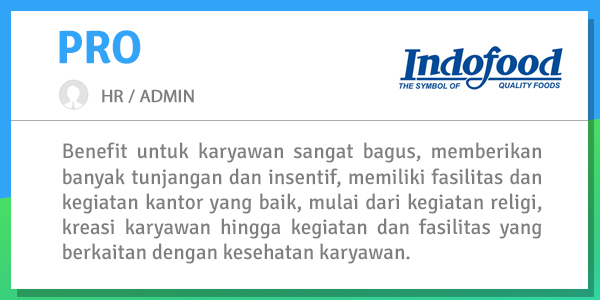 PRO
HR / ADMIN
Indofood
THE SYMBOL OF QUALITY FOODS
Benefit untuk karyawan sangat bagus, memberikan
banyak tunjangan dan insentif, memiliki fasilitas dan
kegiatan kantor yang baik, mulai dari kegiatan religi,
kreasi karyawan hingga kegiatan dan fasilitas yang
berkaitan dengan kesehatan karyawan.